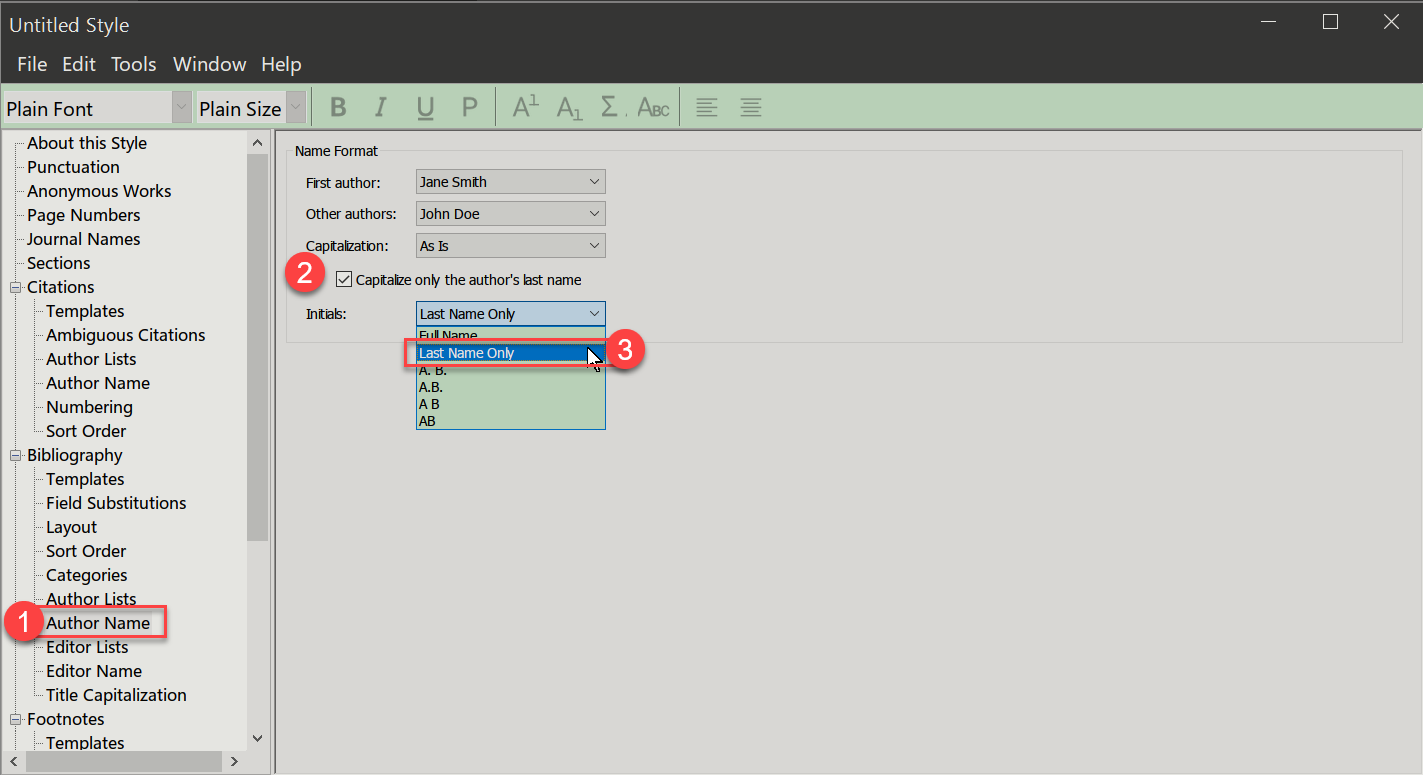 Untitled Style
File Edit Tools Window Help
Plain Font Plain Size B I U P A1 A1 Σ. ABC
About this Style
Punctuation
Anonymous Works
Page Numbers
Journal Names
Sections
Citations
Templates
Ambiguous Citations
Author Lists
Author Name
Numbering
Sort Order
Bibliography
Templates
Field Substitutions
Layout
Sort Order
Categories
Author Lists
1 Author Name
Editor Lists
Editor Name
Title Capitalization
Footnotes
Templates
Name Format
First author: Jane Smith
Other authors: John Doe
Capitalization: As Is
2 Capitalize only the author's last name
Initials: Last Name Only
Full Name
Last Name Only 3
A. B.
A.B.
A B
AB